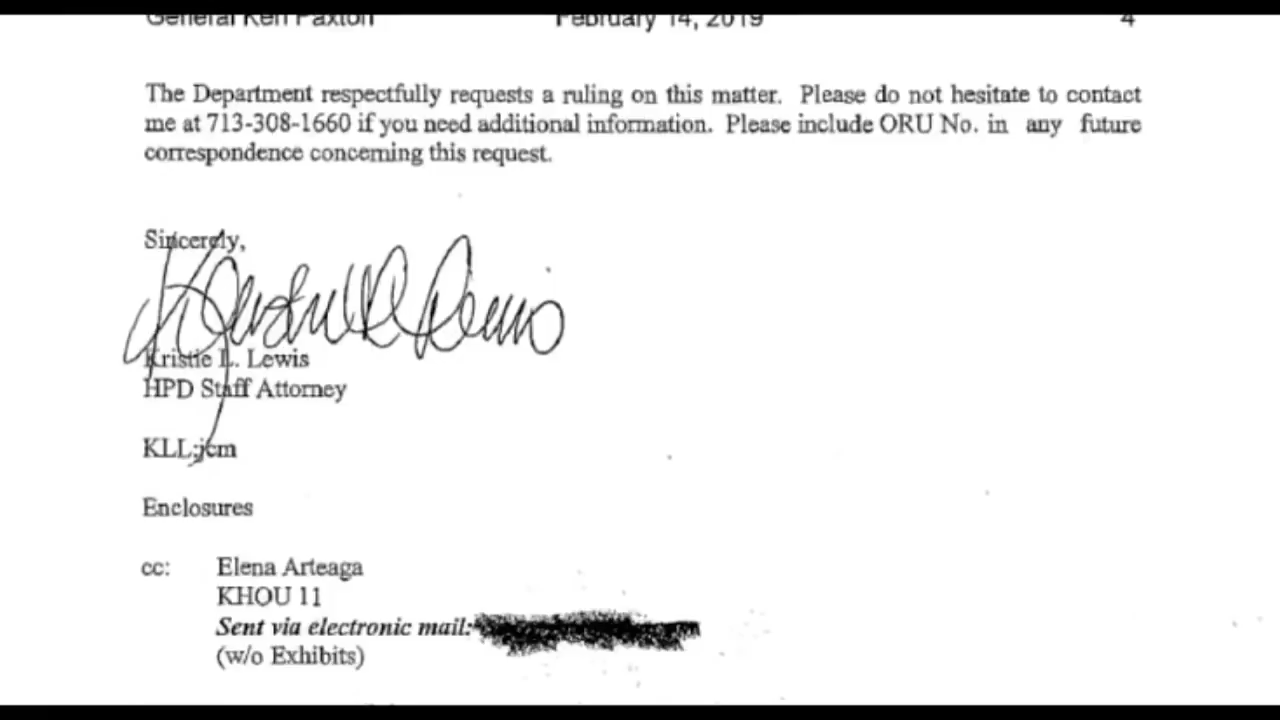 General Ken Paxton February 14, 2019 4
The Department respectfully requests a ruling on this matter. Please do not hesitate to contact
me at 713-308-1660 if you need additional information. Please include ORU No. in any future
correspondence concerning this request.
Sincerely,
Kristie L. Lewis
HPD Staff Attorney
KLL:jcm
Enclosures
cc: Elena Arteaga
KHOU 11
Sent via electronic mail:
(w/o Exhibits)